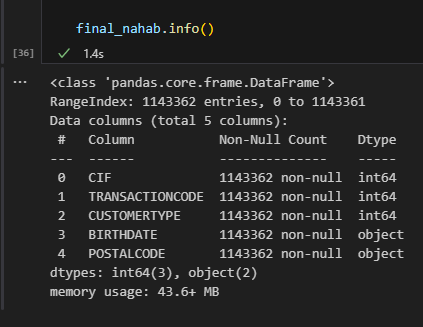 final_nahab.info()
[36]
1.4s
<class 'pandas.core.frame.DataFrame'>
RangeIndex: 1143362 entries, 0 to 1143361
Data columns (total 5 columns):
 #   Column           Non-Null Count    Dtype
---  ------           --------------    -----
 0   CIF              1143362 non-null  int64
 1   TRANSACTIONCODE  1143362 non-null  int64
 2   CUSTOMERTYPE     1143362 non-null  int64
 3   BIRTHDATE        1143362 non-null  object
 4   POSTALCODE       1143362 non-null  object
dtypes: int64(3), object(2)
memory usage: 43.6+ MB